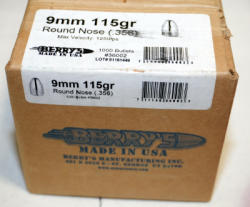 9mm 115gr
Round Nose (.356)
Max Velocity: 1250fps
1000 Bullets
#36002
BERRY'S
MADE IN USA
9mm 115gr
Round Nose (.356)
BERRY'S
MADE IN USA
BERRY'S MANUFACTURING INC.